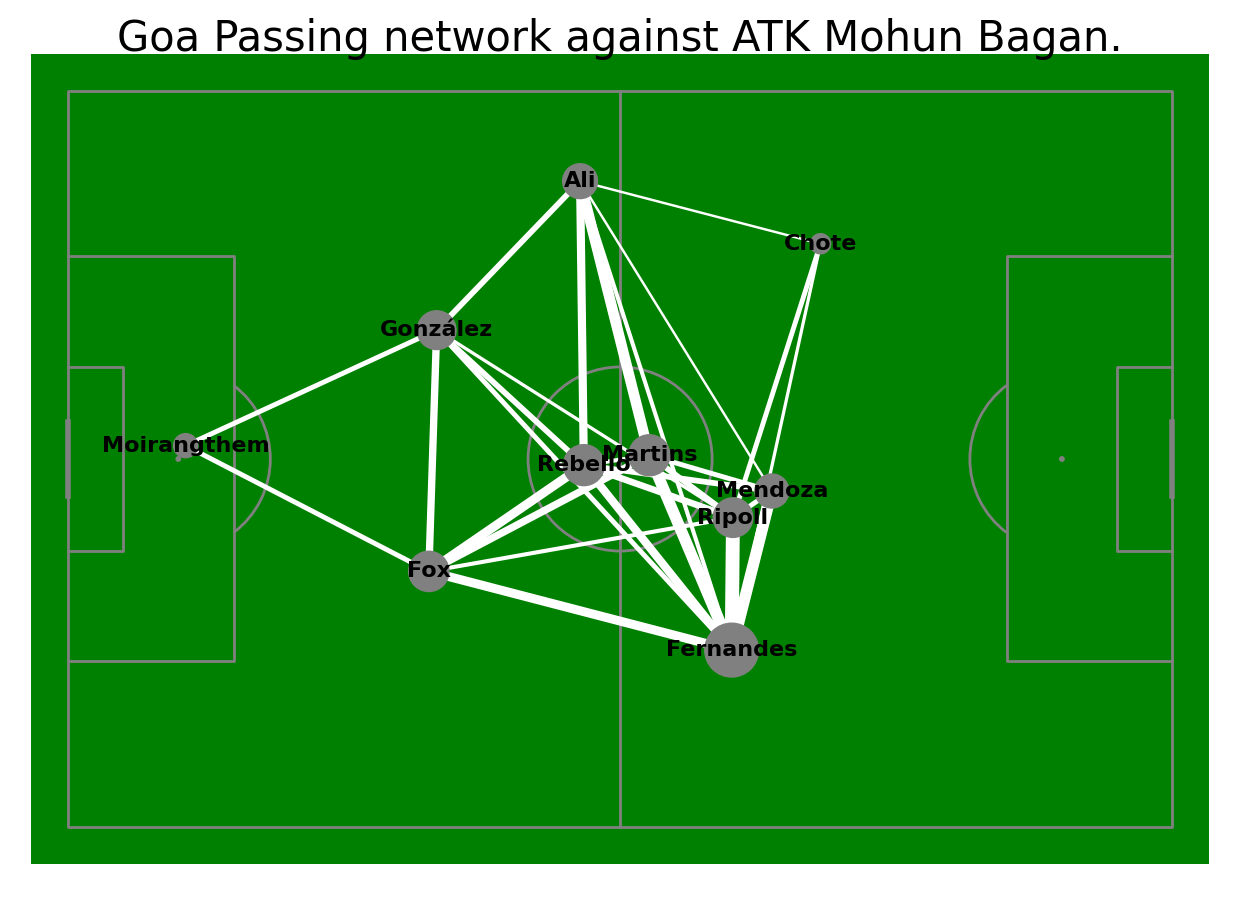 Goa Passing network against ATK Mohun Bagan.
Ali
Chote
González
Moirangthem
Martins
Rebello
Mendoza
Ripoll
Fox
Fernandes